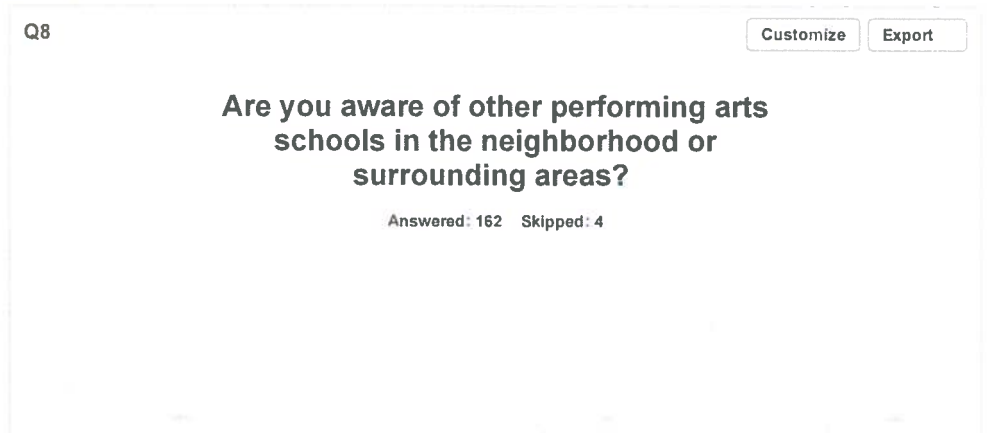 Q8
Customize Export
Are you aware of other performing arts
schools in the neighborhood or
surrounding areas?
Answered: 162 Skipped: 4